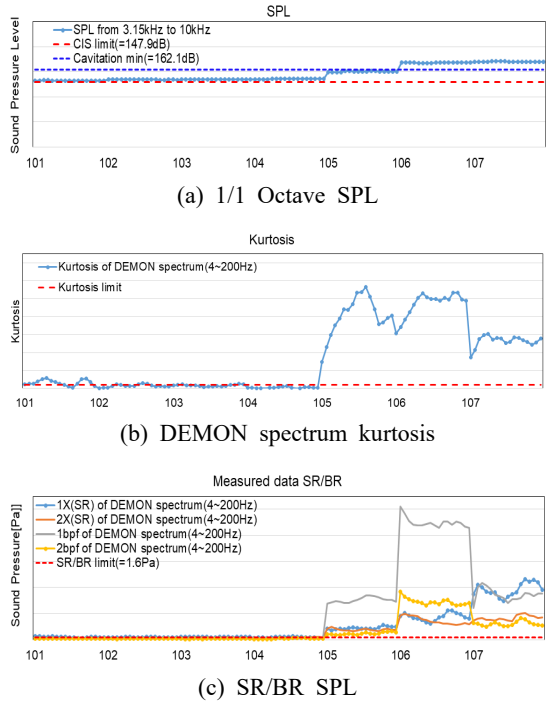 SPL
SPL from 3.15kHz to 10kHz
CIS limit(=147.9dB)
Cavitation min(=162.1dB)
Sound Pressure Level
101 102 103 104 105 106 107
(a) 1/1 Octave SPL
Kurtosis
Kurtosis of DEMON spectrum(4~200Hz)
Kurtosis limit
Kurtosis
101 102 103 104 105 106 107
(b) DEMON spectrum kurtosis
Measured data SR/BR
1X(SR) of DEMON spectrum(4~200Hz)
2X(SR) of DEMON spectrum(4~200Hz)
1bpf of DEMON spectrum(4~200Hz)
2bpf of DEMON spectrum(4~200Hz)
SR/BR limit(=1.6Pa)
Sound Pressure[Pa]]
101 102 103 104 105 106 107
(c) SR/BR SPL